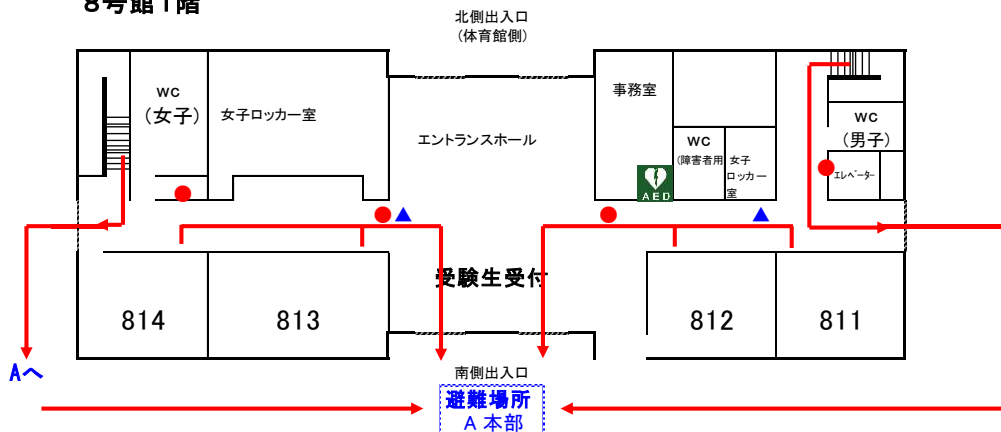 8号館1階
北側出入口
(体育館側)
WC
(女子)
女子ロッカー室
エントランスホール
事務室
AED
WC
(障害者用
女子
ロッカー
室
WC
(男子)
エレベーター
受験生受付
814
813
812
811
Aへ
南側出入口
避難場所
A 本部